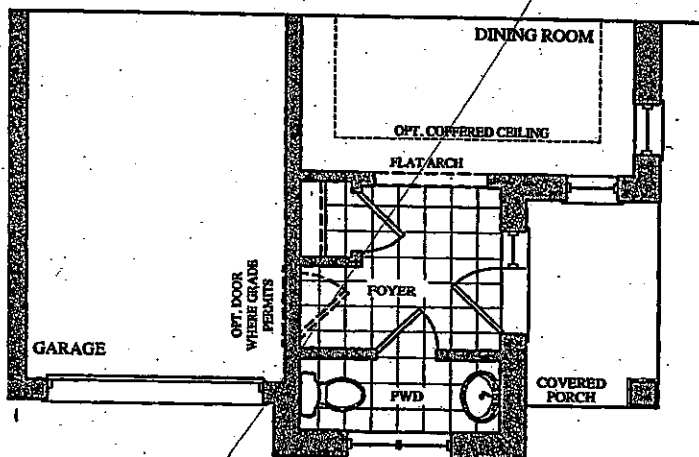 DINING ROOM
OPT. COFFERED CEILING
FLAT ARCH
OPT. DOOR
WHERE GRADE
PERMITS
FOYER
GARAGE
PWD
COVERED
PORCH